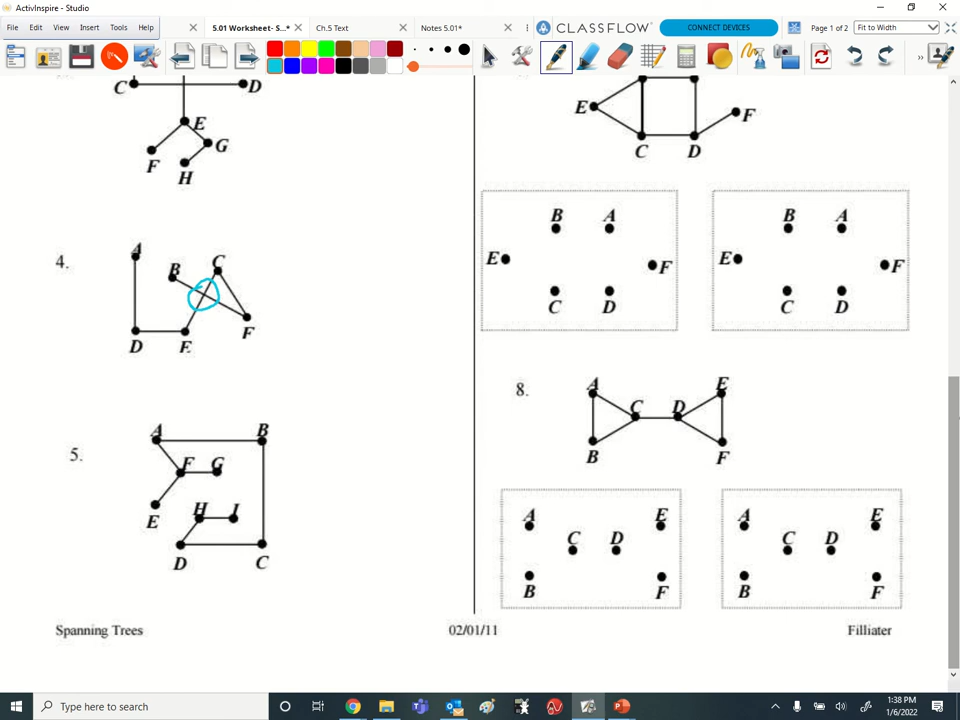 ActivInspire - Studio
File Edit View Insert Tools Help
5.01 Worksheet- S...* Ch.5 Text Notes 5.01*
CLASSFLOW CONNECT DEVICES Page 1 of 2 Fit to Width
C D
E
F G
H
E F
C D
4.
A B C
D E F
B A
E F
C D
B A
E F
C D
8.
A E
C D
B F
5.
A B
F G
E H I
D C
A E
C D
B F
A E
C D
B F
Spanning Trees 02/01/11 Filliater
Type here to search
1:38 PM
1/6/2022